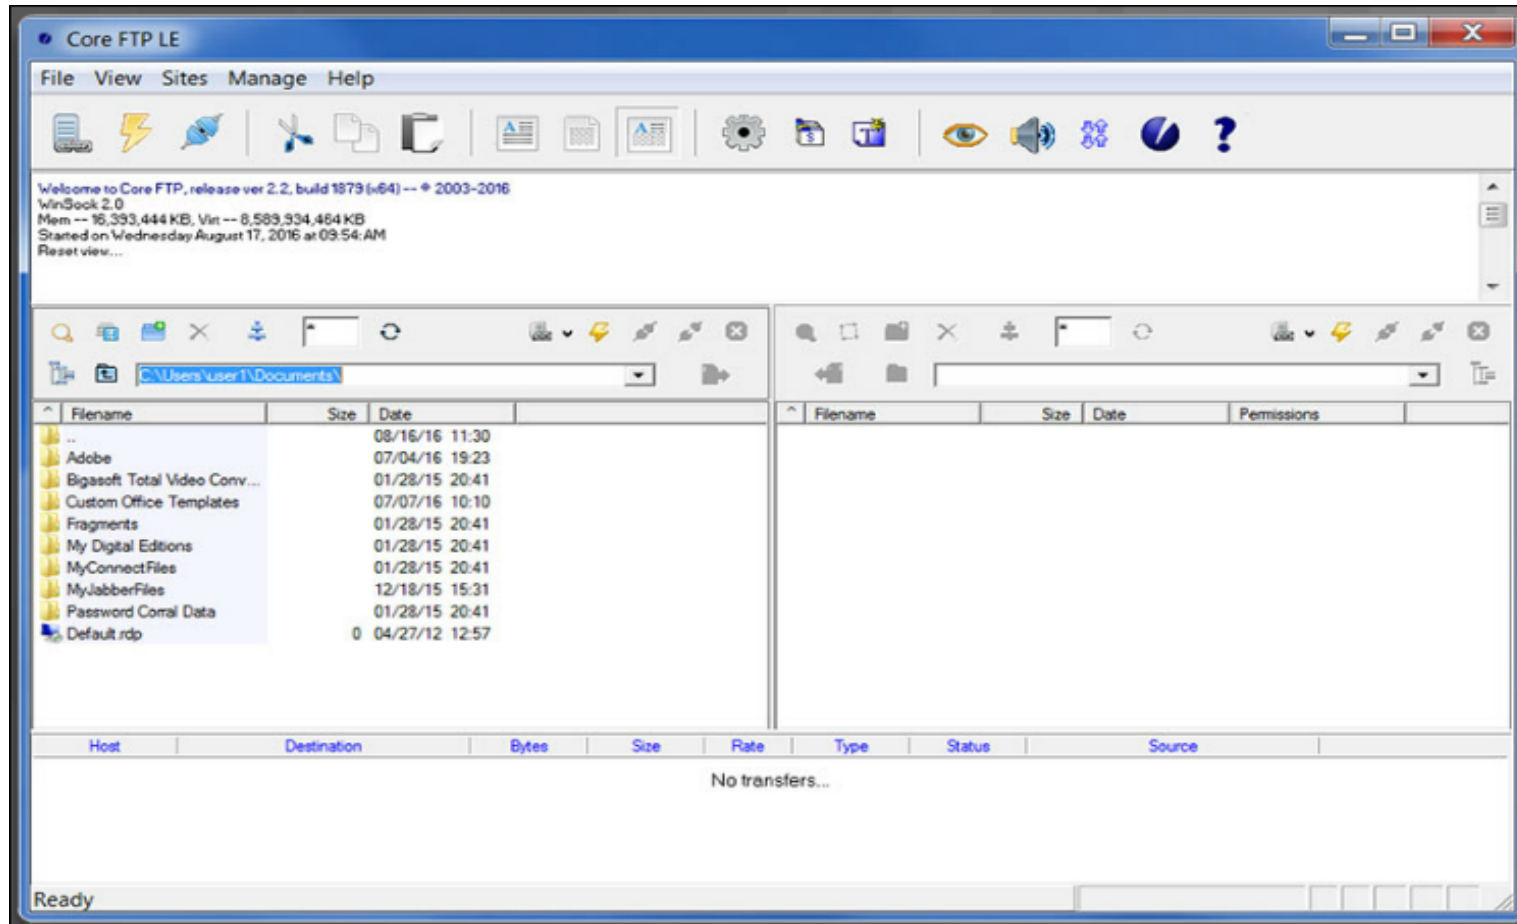 Core FTP LE
File View Sites Manage Help
Welcome to Core FTP, release ver 2.2, build 1879 (x64) -- © 2003-2016
WinSock 2.0
Mem -- 16,393,444 KB, Virt -- 8,589,934,464 KB
Started on Wednesday August 17, 2016 at 09:54:AM
Reset view...
C:\Users\user1\Documents\
^ Filename Size Date
.. 08/16/16 11:30
Adobe 07/04/16 19:23
Bigasoft Total Video Conv... 01/28/15 20:41
Custom Office Templates 07/07/16 10:10
Fragments 01/28/15 20:41
My Digital Editions 01/28/15 20:41
MyConnectFiles 01/28/15 20:41
MyJabberFiles 12/18/15 15:31
Password Corral Data 01/28/15 20:41
Default.rdp 0 04/27/12 12:57
^ Filename Size Date Permissions
Host Destination Bytes Size Rate Type Status Source
No transfers...
Ready